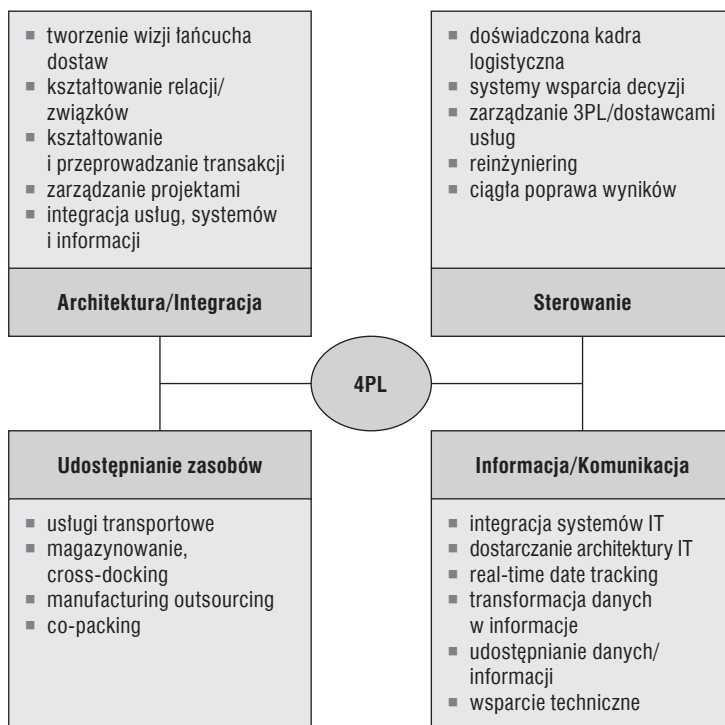 ▪ tworzenie wizji łańcucha
dostaw
▪ kształtowanie relacji/
związków
▪ kształtowanie
i przeprowadzanie transakcji
▪ zarządzanie projektami
▪ integracja usług, systemów
i informacji
Architektura/Integracja
▪ doświadczona kadra
logistyczna
▪ systemy wsparcia decyzji
▪ zarządzanie 3PL/dostawcami
usług
▪ reinżyniering
▪ ciągła poprawa wyników
Sterowanie
4PL
Udostępnianie zasobów
▪ usługi transportowe
▪ magazynowanie,
cross-docking
▪ manufacturing outsourcing
▪ co-packing
Informacja/Komunikacja
▪ integracja systemów IT
▪ dostarczanie architektury IT
▪ real-time date tracking
▪ transformacja danych
w informacje
▪ udostępnianie danych/
informacji
▪ wsparcie techniczne